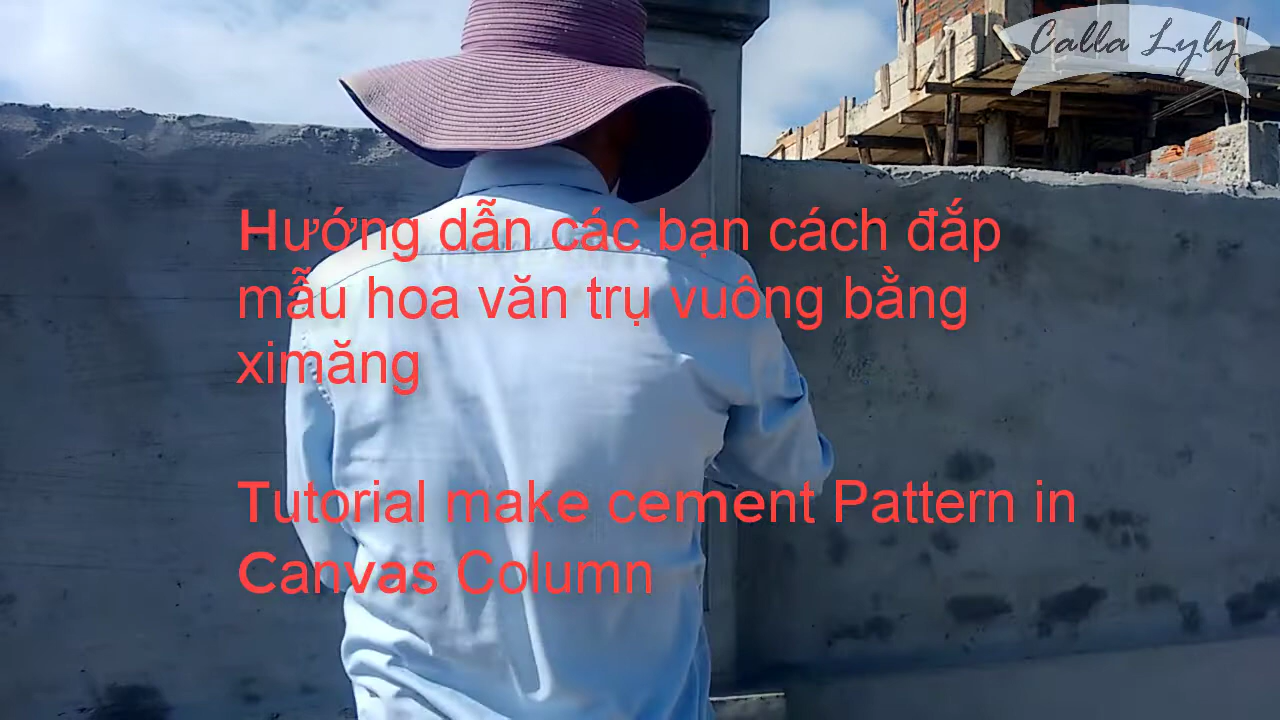 Calla Lyly
Hướng dẫn các bạn cách đắp
mẫu hoa văn trụ vuông bằng
ximăng
Tutorial make cement Pattern in
Canvas Column